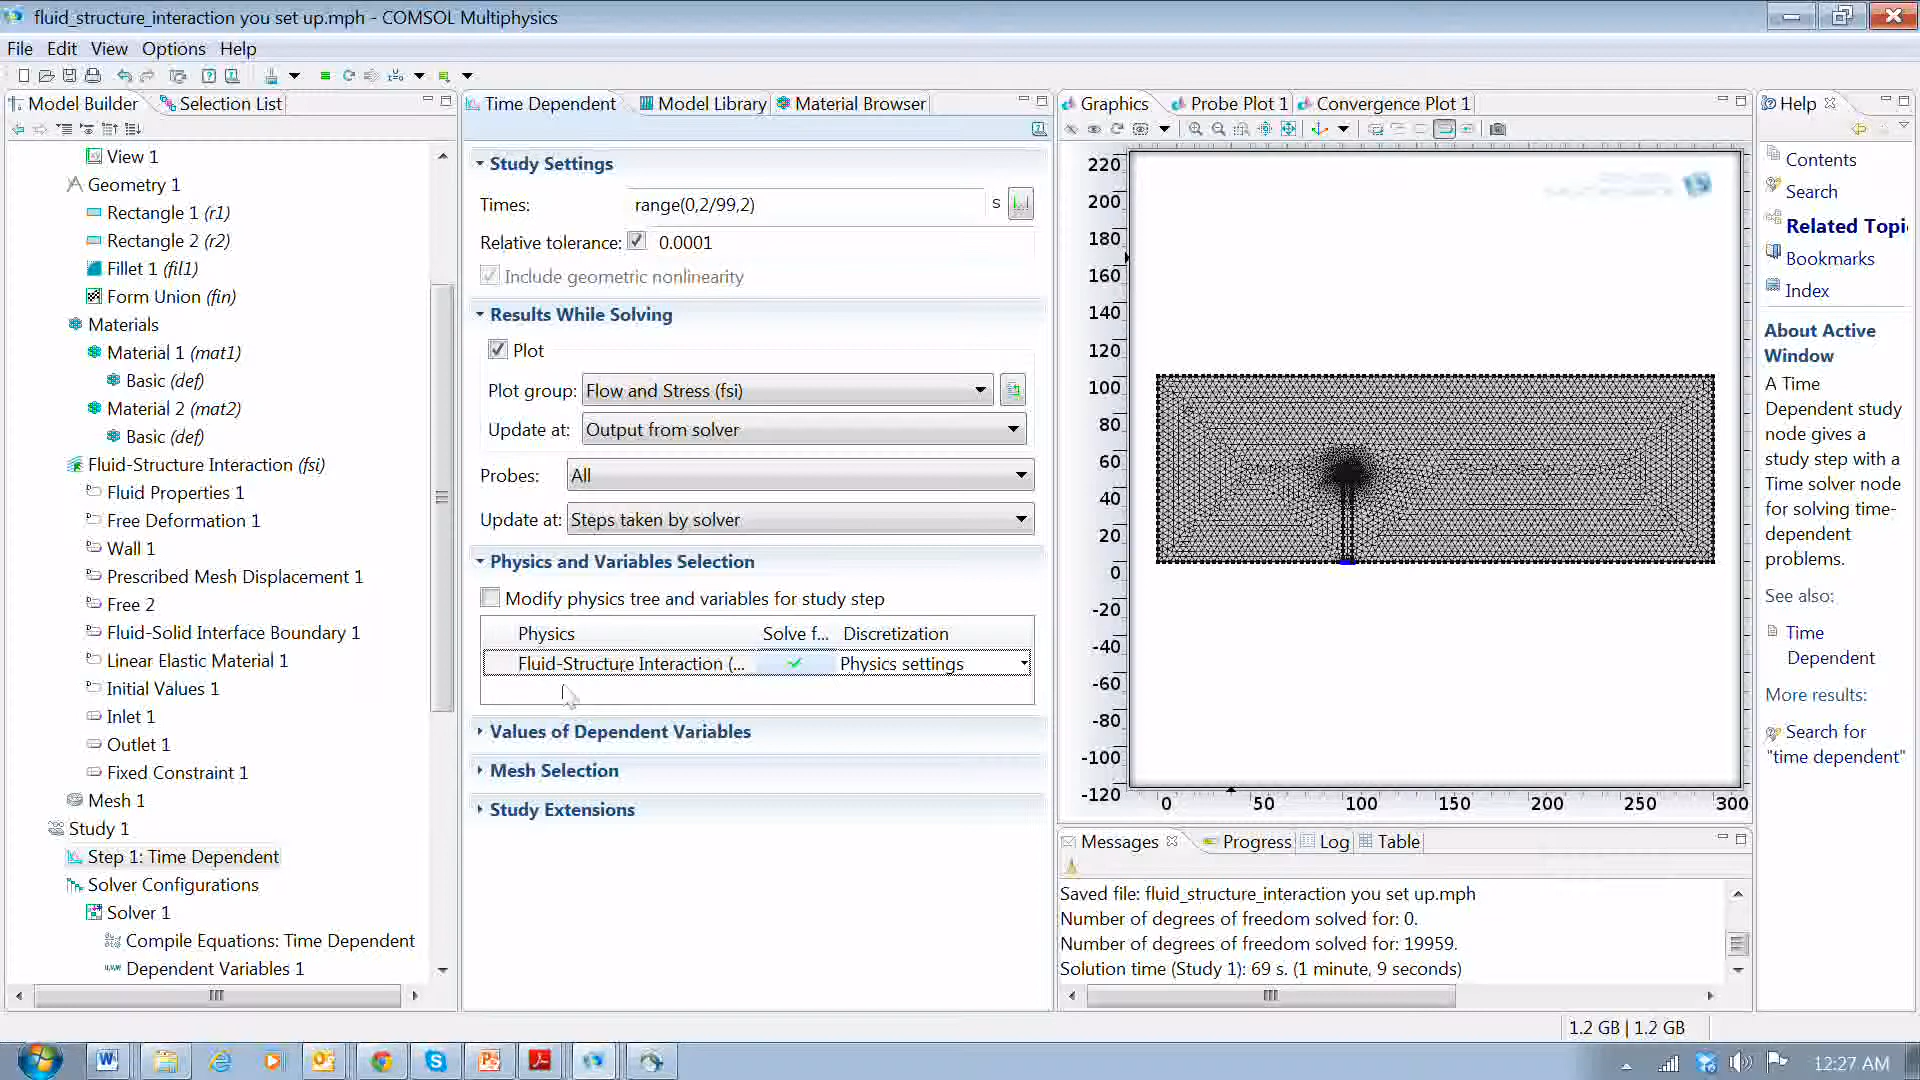 fluid_structure_interaction you set up.mph - COMSOL Multiphysics
File Edit View Options Help
Model Builder
Selection List
View 1
Geometry 1
Rectangle 1 (r1)
Rectangle 2 (r2)
Fillet 1 (fil1)
Form Union (fin)
Materials
Material 1 (mat1)
Basic (def)
Material 2 (mat2)
Basic (def)
Fluid-Structure Interaction (fsi)
Fluid Properties 1
Free Deformation 1
Wall 1
Prescribed Mesh Displacement 1
Free 2
Fluid-Solid Interface Boundary 1
Linear Elastic Material 1
Initial Values 1
Inlet 1
Outlet 1
Fixed Constraint 1
Mesh 1
Study 1
Step 1: Time Dependent
Solver Configurations
Solver 1
Compile Equations: Time Dependent
Dependent Variables 1
Time Dependent
Model Library
Material Browser
Study Settings
Times: range(0,2/99,2) s
Relative tolerance: 0.0001
Include geometric nonlinearity
Results While Solving
Plot
Plot group: Flow and Stress (fsi)
Update at: Output from solver
Probes: All
Update at: Steps taken by solver
Physics and Variables Selection
Modify physics tree and variables for study step
Physics Solve f... Discretization
Fluid-Structure Interaction (... Physics settings
Values of Dependent Variables
Mesh Selection
Study Extensions
Graphics
Probe Plot 1
Convergence Plot 1
220
200
180
160
140
120
100
80
60
40
20
0
-20
-40
-60
-80
-100
-120
0 50 100 150 200 250 300
Messages
Progress
Log
Table
Saved file: fluid_structure_interaction you set up.mph
Number of degrees of freedom solved for: 0.
Number of degrees of freedom solved for: 19959.
Solution time (Study 1): 69 s. (1 minute, 9 seconds)
Help
Contents
Search
Related Topi
Bookmarks
Index
About Active
Window
A Time
Dependent study
node gives a
study step with a
Time solver node
for solving time-
dependent
problems.
See also:
Time
Dependent
More results:
Search for
"time dependent"
1.2 GB | 1.2 GB
12:27 AM